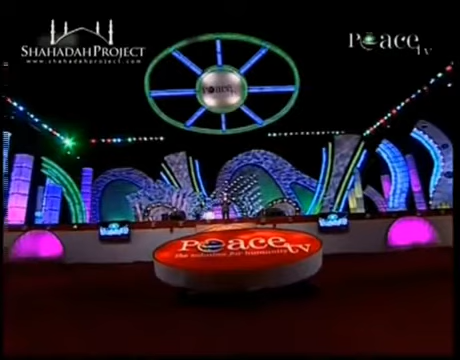 SHAHADAHPROJECT
www.shahadahproject.com
Peace tv
Peace tv
the solution for humanity